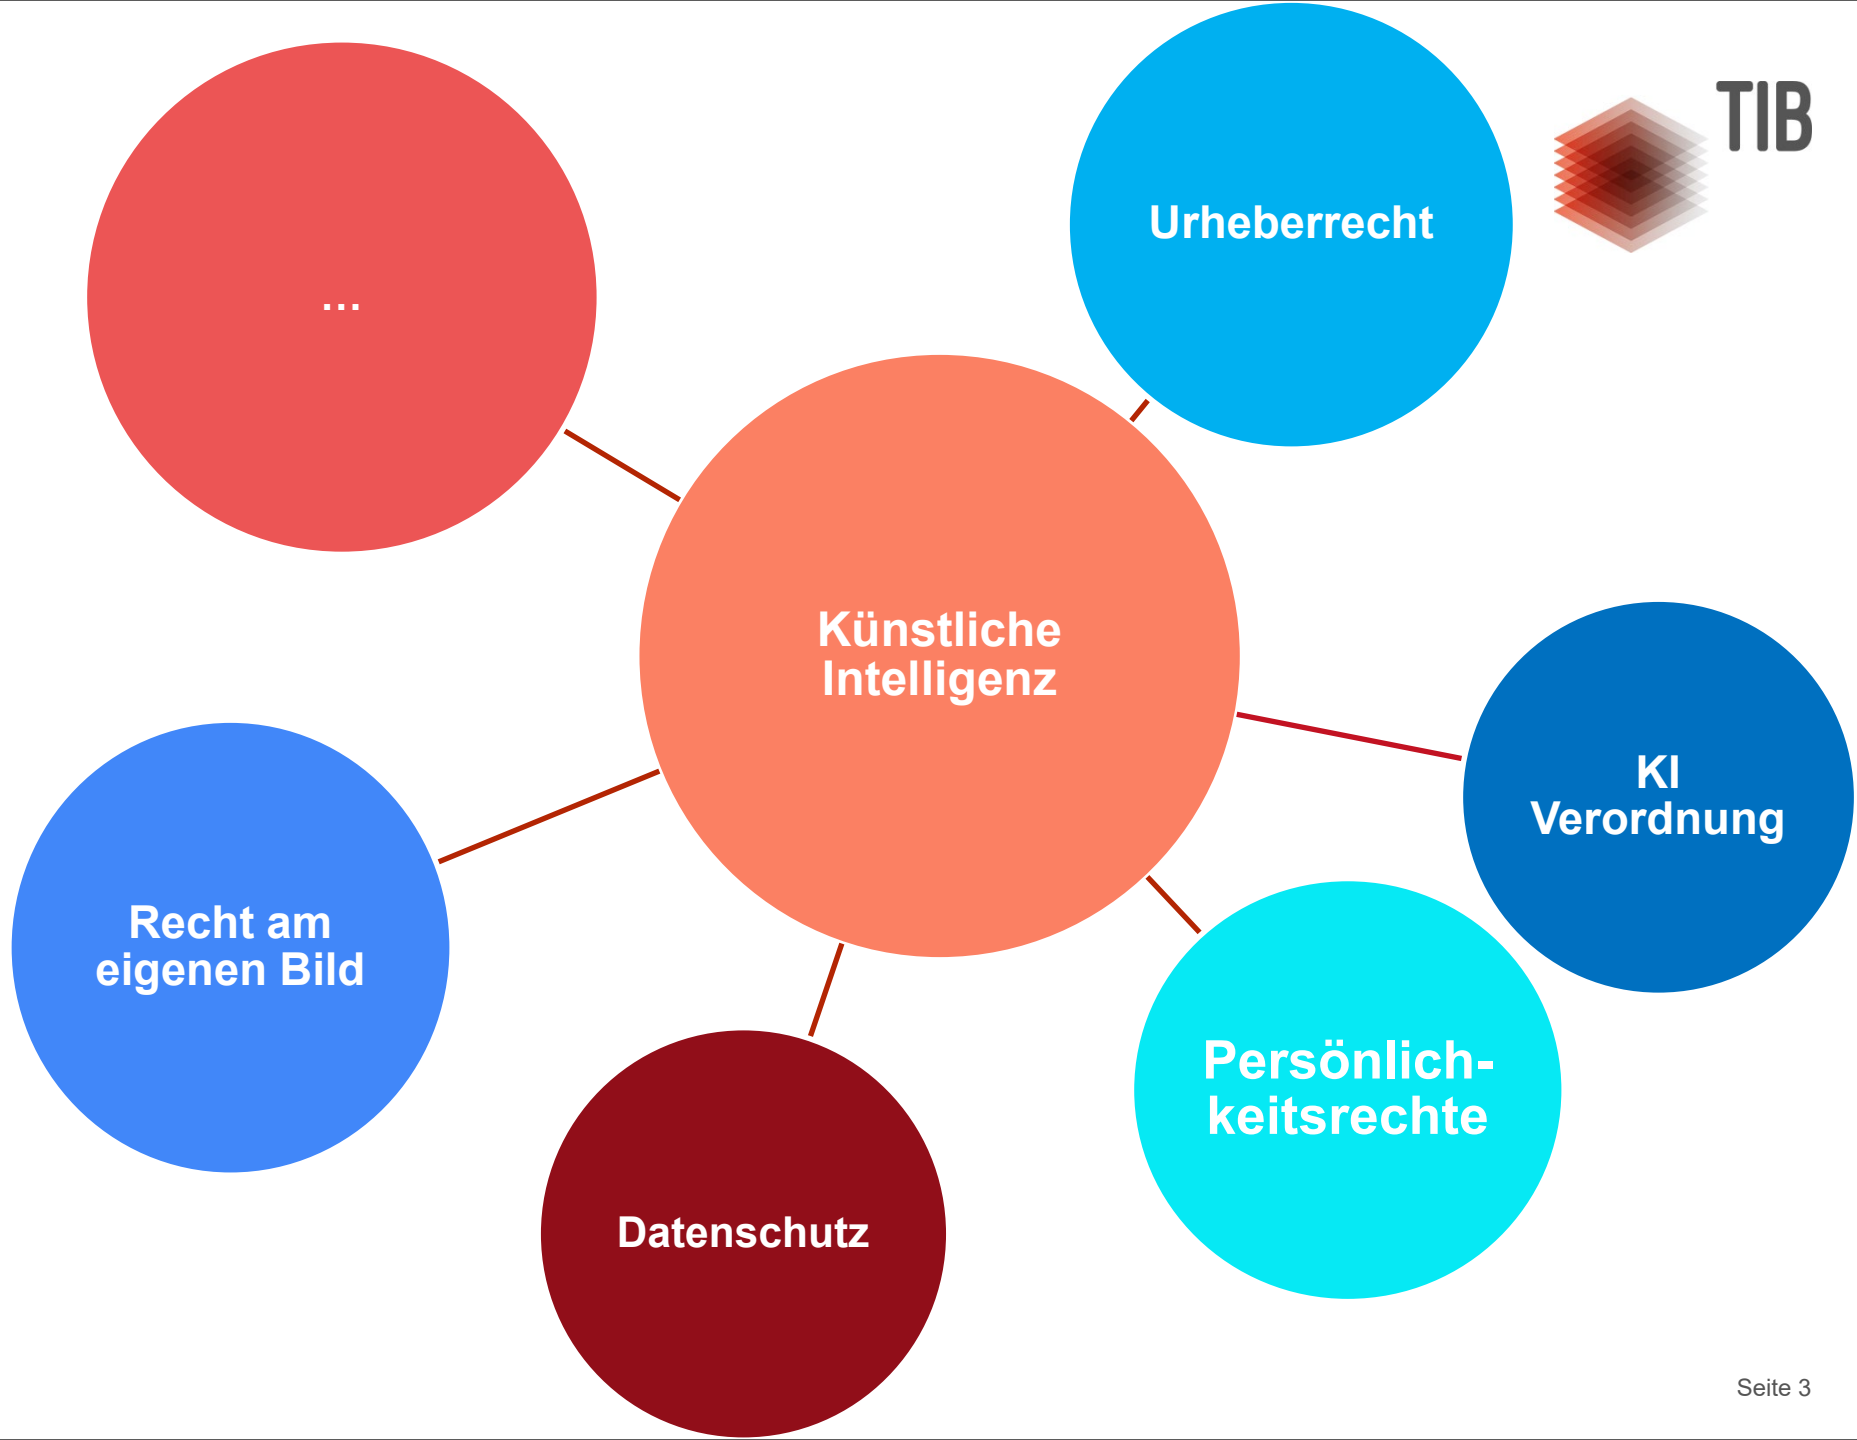 TIB
Urheberrecht
...
Künstliche
Intelligenz
KI
Verordnung
Recht am
eigenen Bild
Persönlich-
keitsrechte
Datenschutz
Seite 3